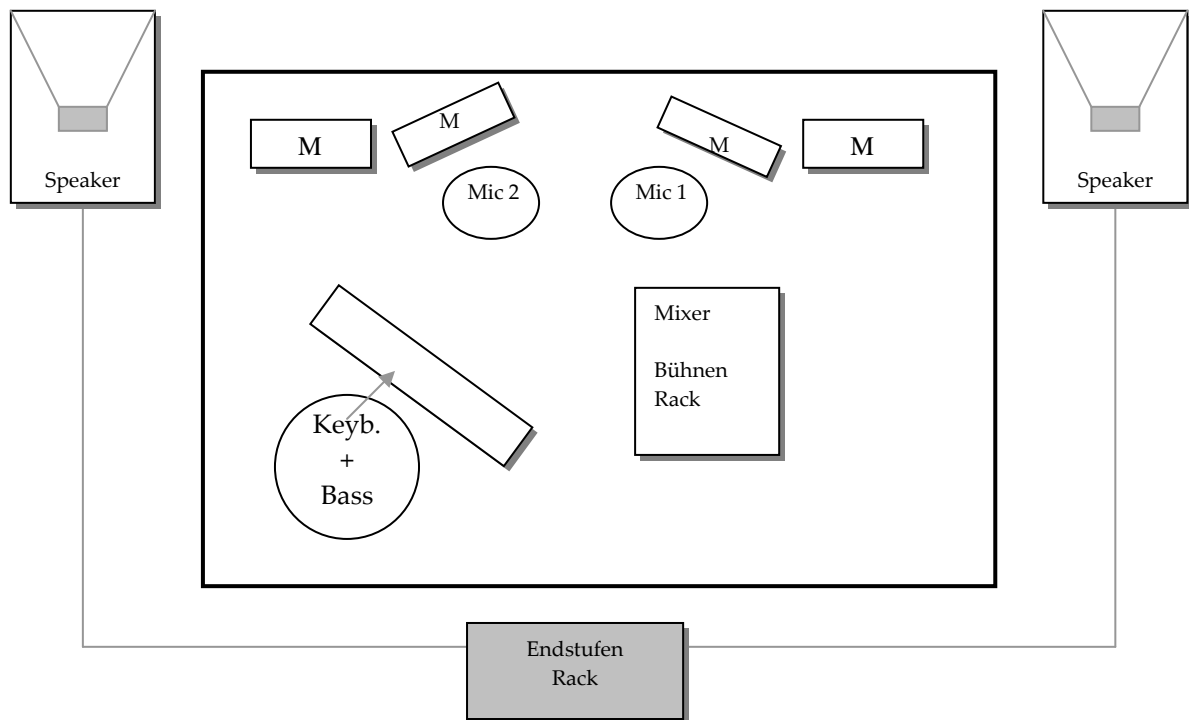 M
M
M
M
Speaker
Mic 2
Mic 1
Speaker
Mixer
Bühnen
Rack
Keyb.
+
Bass
Endstufen
Rack